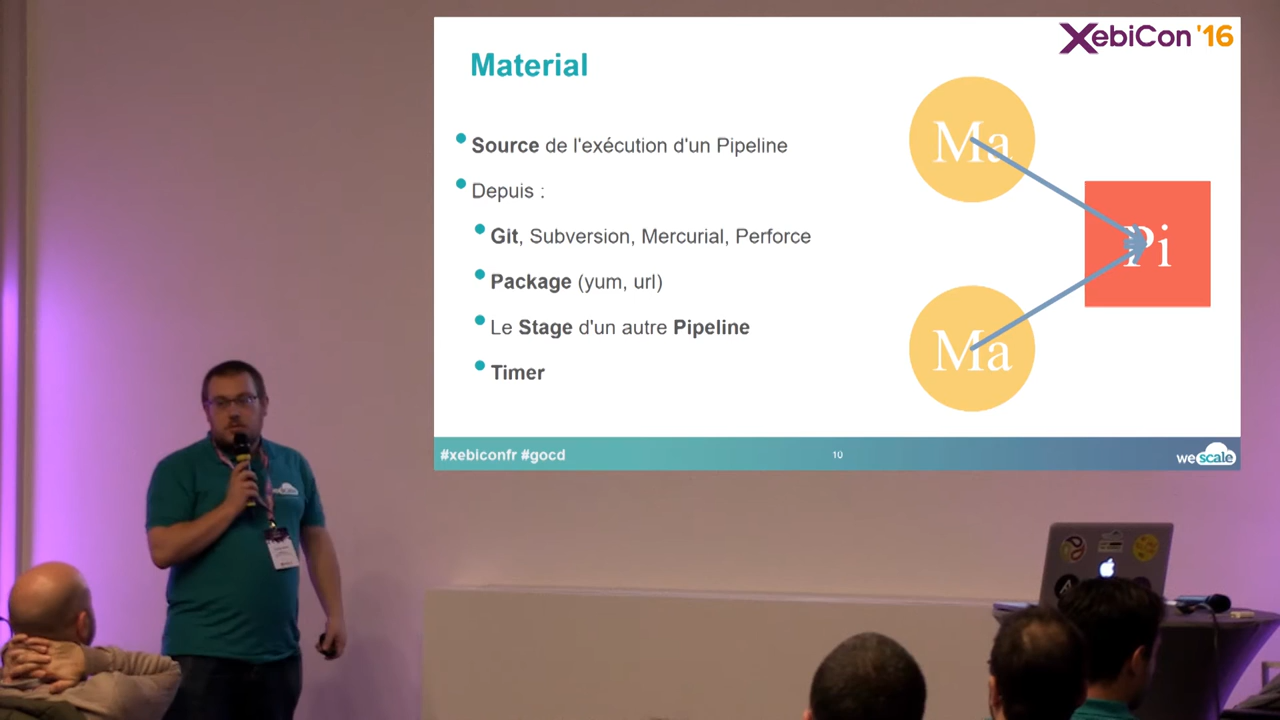 XebiCon '16
Material
Source de l'exécution d'un Pipeline
Depuis :
Git, Subversion, Mercurial, Perforce
Package (yum, url)
Le Stage d'un autre Pipeline
Timer
Ma
Pi
Ma
#xebiconfr #gocd
10
wescale